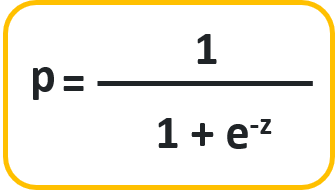 p = 1 / 1 + e^-z